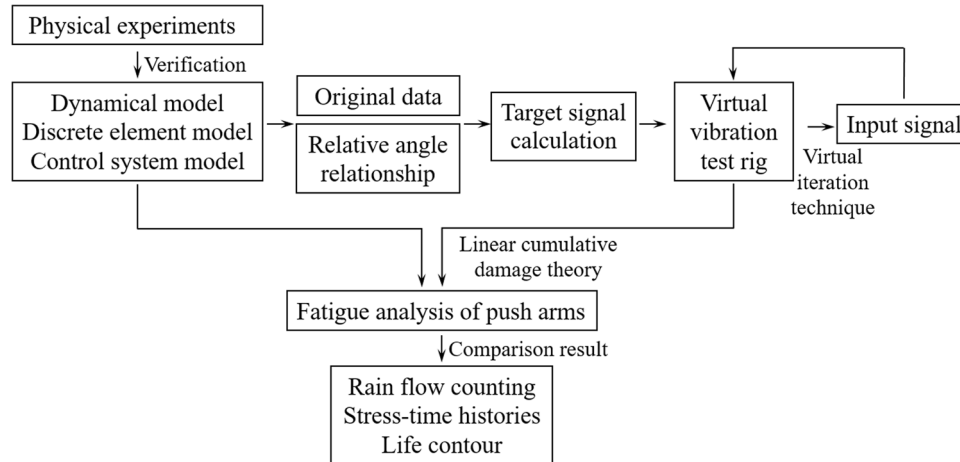 Physical experiments
Verification
Dynamical model
Discrete element model
Control system model
Original data
Relative angle
relationship
Target signal
calculation
Virtual
vibration
test rig
Input signal
Virtual
iteration
technique
Linear cumulative
damage theory
Fatigue analysis of push arms
Comparison result
Rain flow counting
Stress-time histories
Life contour